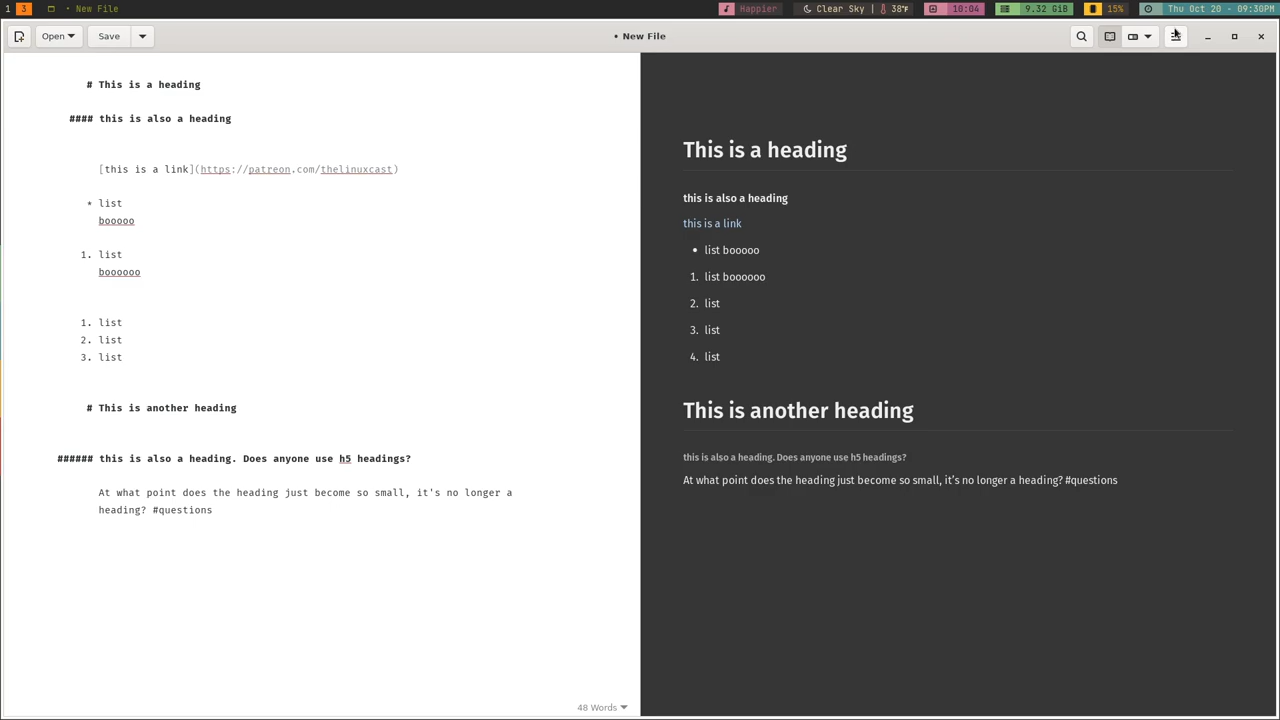 1 3 • New File Happier Clear Sky | 38°F 10:04 9.32 GiB 15% Thu Oct 20 - 09:30PM
Open Save • New File
# This is a heading
#### this is also a heading
[this is a link](https://patreon.com/thelinuxcast)
* list
booooo
1. list
boooooo
1. list
2. list
3. list
# This is another heading
###### this is also a heading. Does anyone use h5 headings?
At what point does the heading just become so small, it's no longer a
heading? #questions
48 Words
This is a heading
this is also a heading
this is a link
• list booooo
1. list boooooo
2. list
3. list
4. list
This is another heading
this is also a heading. Does anyone use h5 headings?
At what point does the heading just become so small, it's no longer a heading? #questions